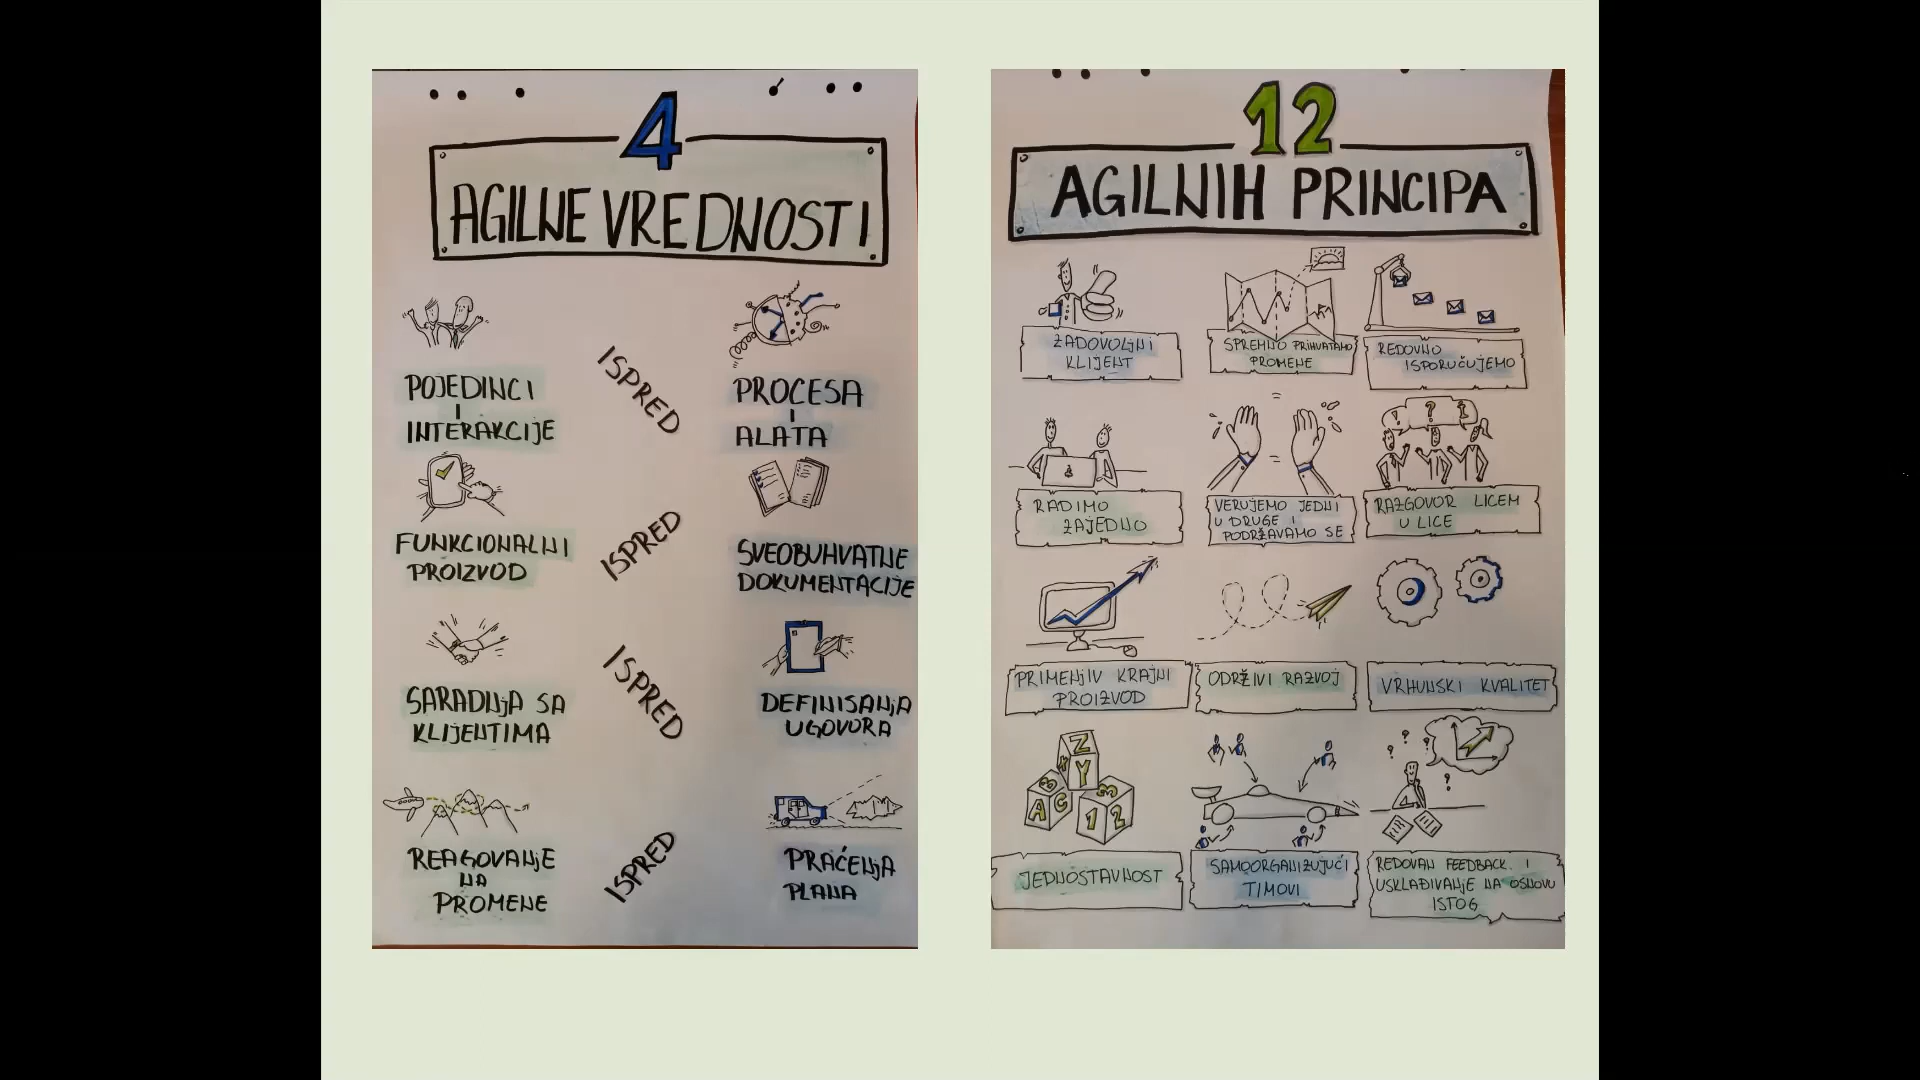 4
AGILNE VREDNOSTI
POJEDINCI
I
INTERAKCIJE
ISPRED
PROCESA
I
ALATA
FUNKCIONALNI
PROIZVOD
ISPRED
SVEOBUHVATNE
DOKUMENTACIJE
SARADNjA SA
KLIJENTIMA
ISPRED
DEFINISANjA
UGOVORA
REAGOVANjE
NA
PROMENE
ISPRED
PRAĆENjA
PLANA
12
AGILNIH PRINCIPA
ZADOVOLjNI
KLIJENT
SPREMNO PRIHVATAMO
PROMENE
REDOVNO
ISPORUČUJEMO
RADIMO
ZAJEDNO
VERUJEMO JEDNI
U DRUGE I
PODRŽAVAMO SE
! ? i
RAZGOVOR LICEM
U LICE
PRIMENjIV KRAJNI
PROIZVOD
ODRŽIVI RAZVOJ
VRHUNSKI KVALITET
JEDNOSTAVNOST
SAMOORGANIZUJUĆI
TIMOVI
REDOVAN FEEDBACK I
USKLAĐIVANjE NA OSNOVU
ISTOG